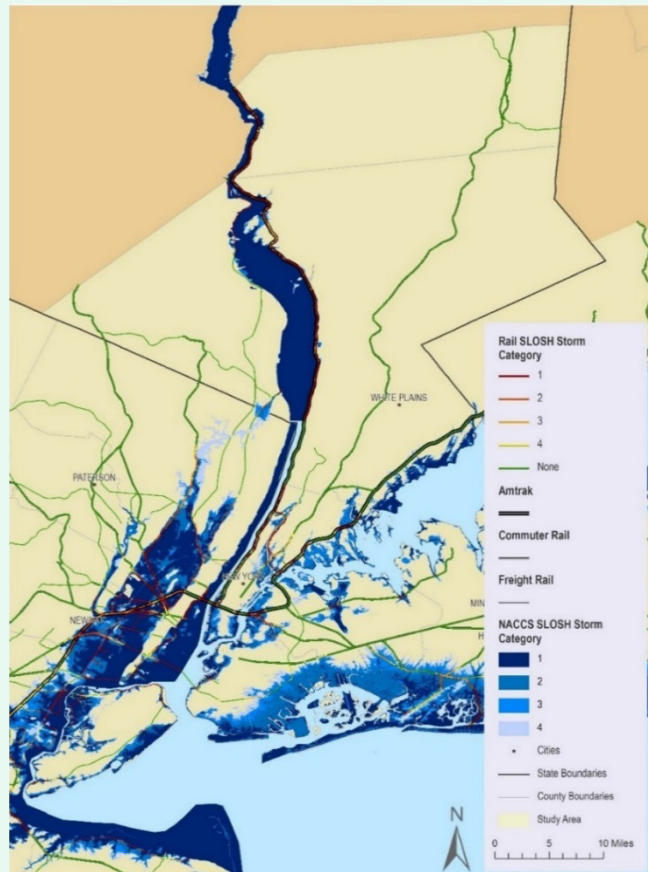 WHITE PLAINS
PATERSON
NEW YORK
Rail SLOSH Storm
Category
1
2
3
4
None
Amtrak
Commuter Rail
Freight Rail
NACCS SLOSH Storm
Category
1
2
3
4
Cities
State Boundaries
County Boundaries
Study Area
0 5 10 Miles
N